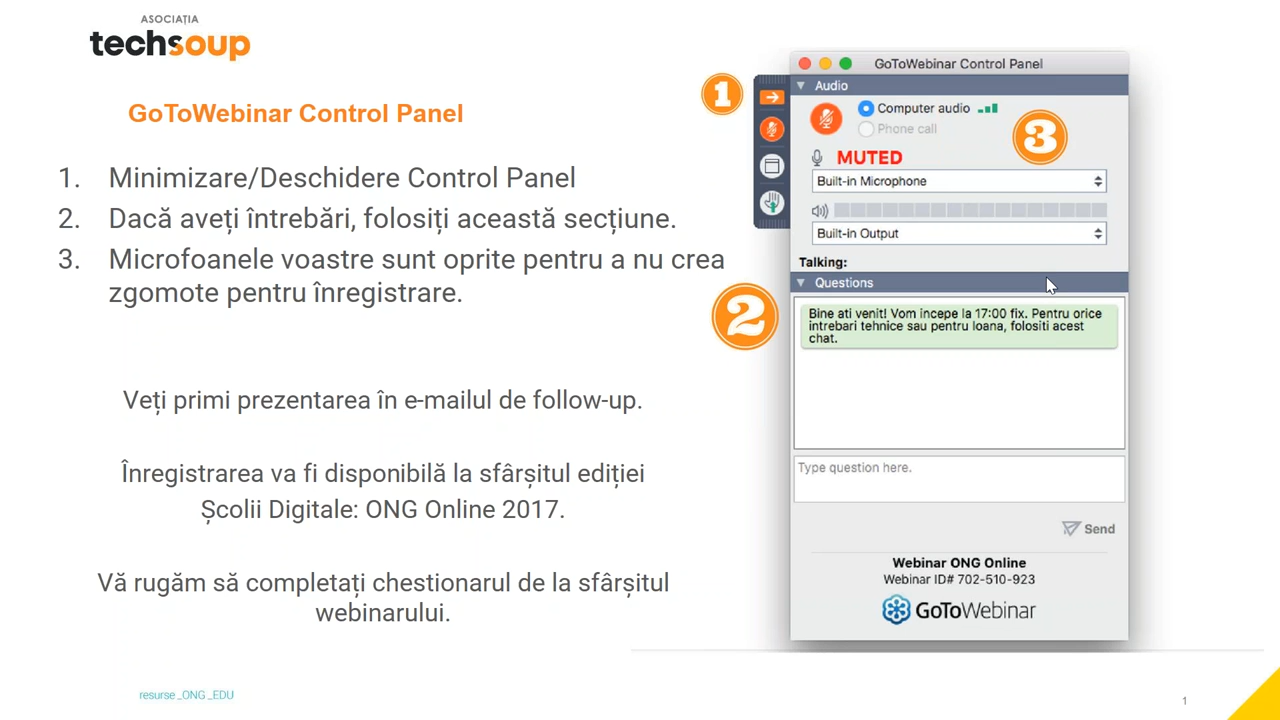 ASOCIAȚIA
techsoup
GoToWebinar Control Panel
1. Minimizare/Deschidere Control Panel
2. Dacă aveți întrebări, folosiți această secțiune.
3. Microfoanele voastre sunt oprite pentru a nu crea
zgomote pentru înregistrare.
Veți primi prezentarea în e-mailul de follow-up.
Înregistrarea va fi disponibilă la sfârșitul ediției
Școlii Digitale: ONG Online 2017.
Vă rugăm să completați chestionarul de la sfârșitul
webinarului.
resurse_ONG_EDU
1
GoToWebinar Control Panel
Audio
Computer audio
Phone call
3
MUTED
Built-in Microphone
Built-in Output
Talking:
Questions
2
Bine ati venit! Vom incepe la 17:00 fix. Pentru orice
intrebari tehnice sau pentru Ioana, folositi acest
chat.
Type question here.
Send
Webinar ONG Online
Webinar ID# 702-510-923
GoToWebinar
1